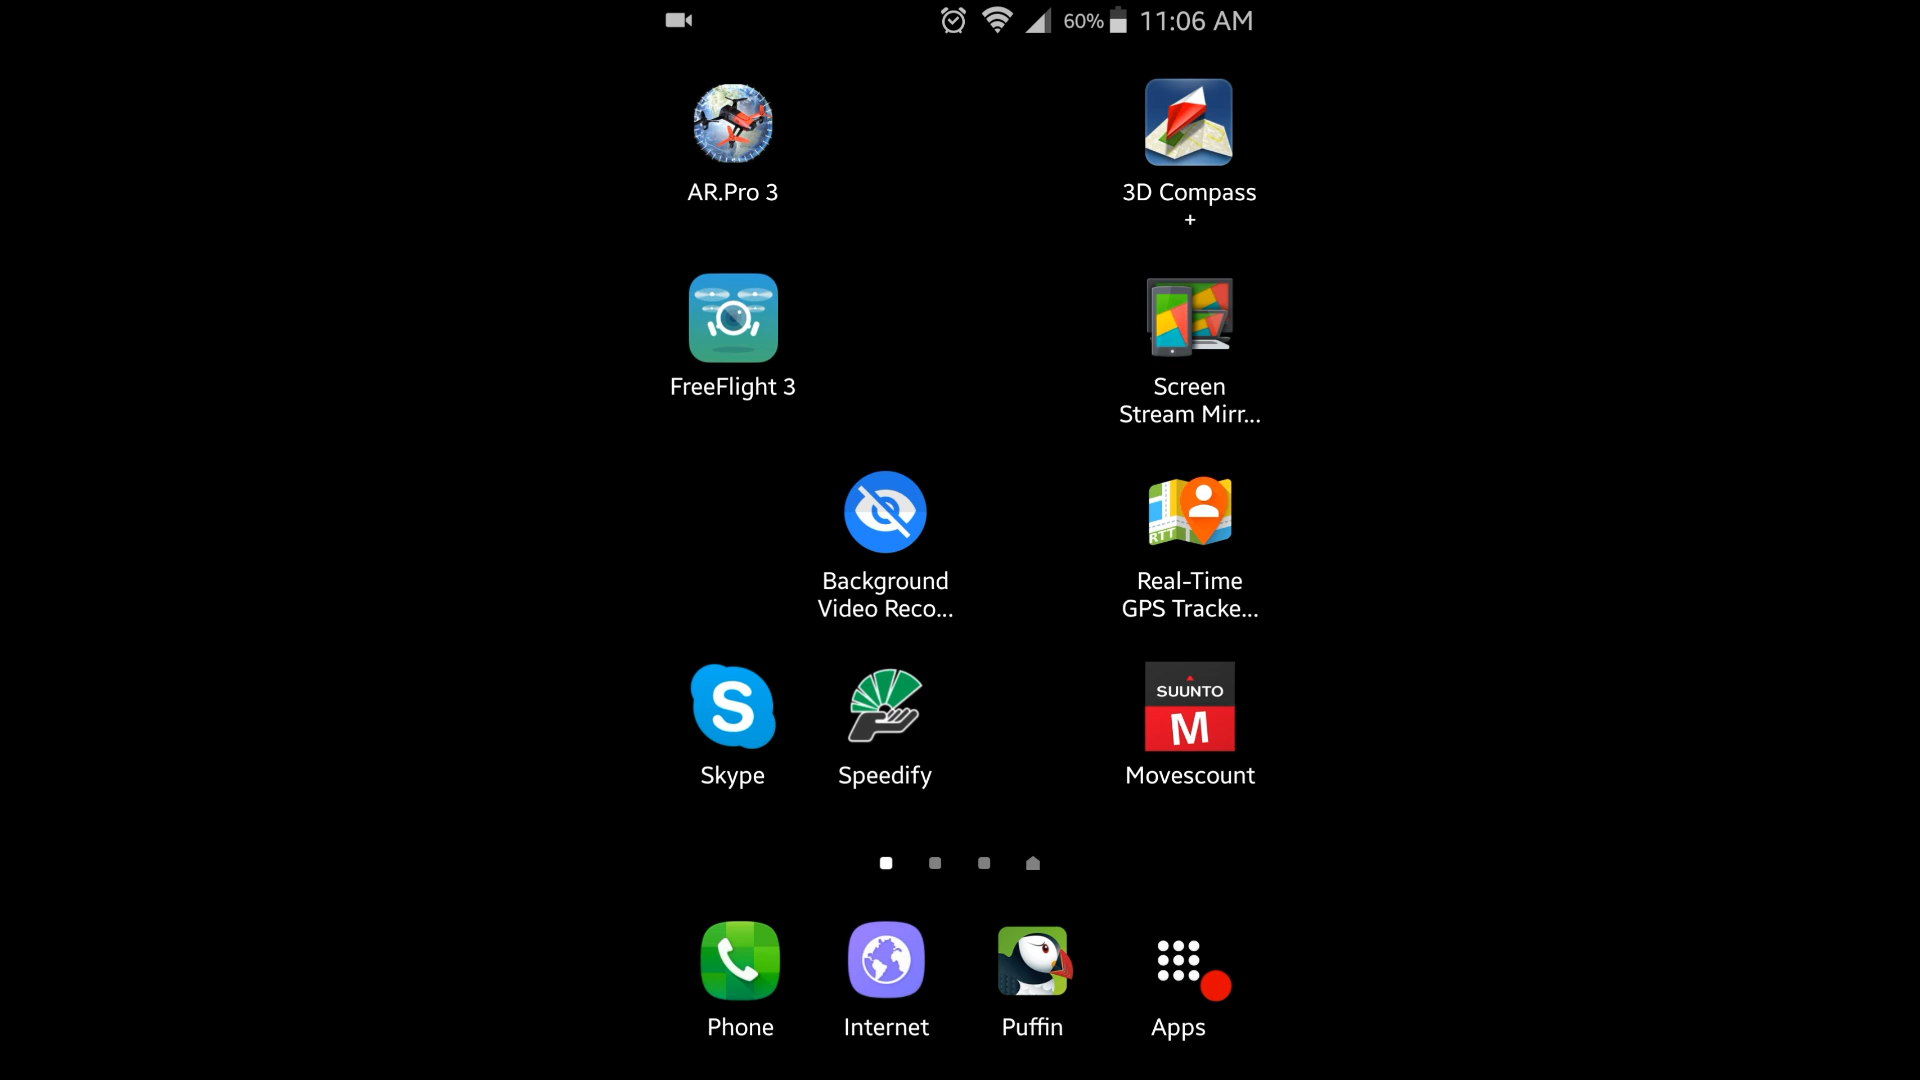 60% 11:06 AM
AR.Pro 3
3D Compass
+
FreeFlight 3
Screen
Stream Mirr...
Background
Video Reco...
RTT
Real-Time
GPS Tracke...
S
SUUNTO
M
Skype
Speedify
Movescount
Phone
Internet
Puffin
Apps